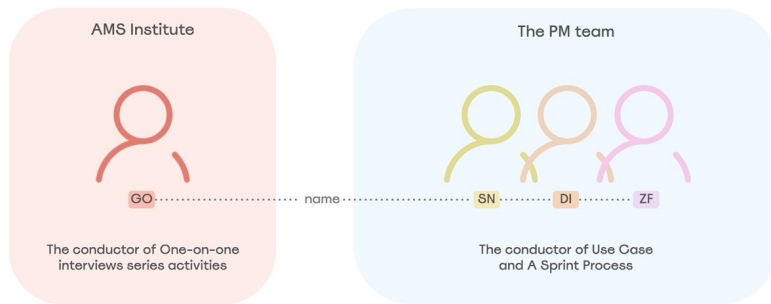 AMS Institute
The PM team
GO
name
SN
DI
ZF
The conductor of One-on-one
interviews series activities
The conductor of Use Case
and A Sprint Process